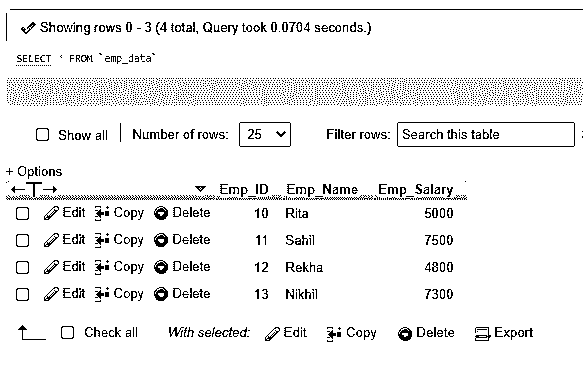 Showing rows 0 - 3 (4 total, Query took 0.0704 seconds.)
SELECT * FROM `emp_data`
Show all Number of rows: 25 Filter rows: Search this table
+ Options
←T→ Emp_ID Emp_Name Emp_Salary
Edit Copy Delete 10 Rita 5000
Edit Copy Delete 11 Sahil 7500
Edit Copy Delete 12 Rekha 4800
Edit Copy Delete 13 Nikhil 7300
Check all With selected: Edit Copy Delete Export